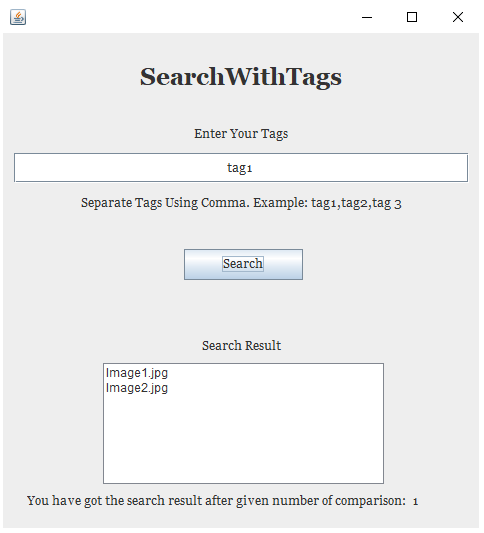 SearchWithTags
Enter Your Tags
tag1
Separate Tags Using Comma. Example: tag1,tag2,tag 3
Search
Search Result
Image1.jpg
Image2.jpg
You have got the search result after given number of comparison: 1